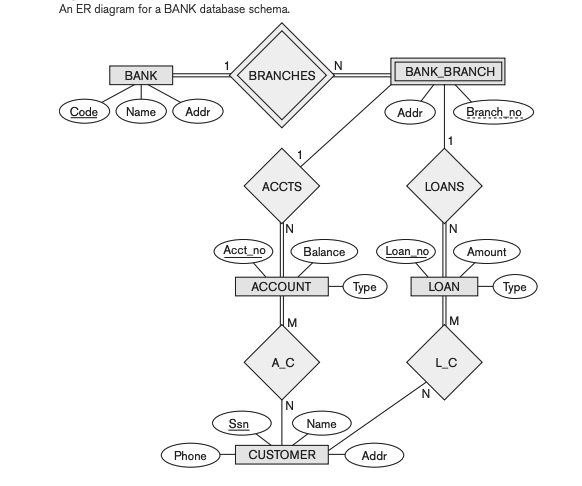 An ER diagram for a BANK database schema.
1
N
BANK
BRANCHES
BANK_BRANCH
Code
Name
Addr
Addr
Branch_no
1
1
ACCTS
LOANS
N
N
Acct_no
Balance
Loan_no
Amount
ACCOUNT
Type
LOAN
Type
M
M
A_C
L_C
N
N
Ssn
Name
Phone
CUSTOMER
Addr